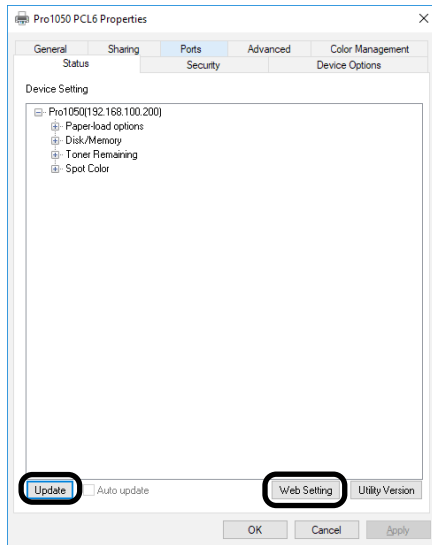 Pro1050 PCL6 Properties
General Sharing Ports Advanced Color Management
Status Security Device Options
Device Setting
Pro1050(192.168.100.200)
Paper-load options
Disk/Memory
Toner Remaining
Spot Color
Update Auto update Web Setting Utility Version
OK Cancel Apply